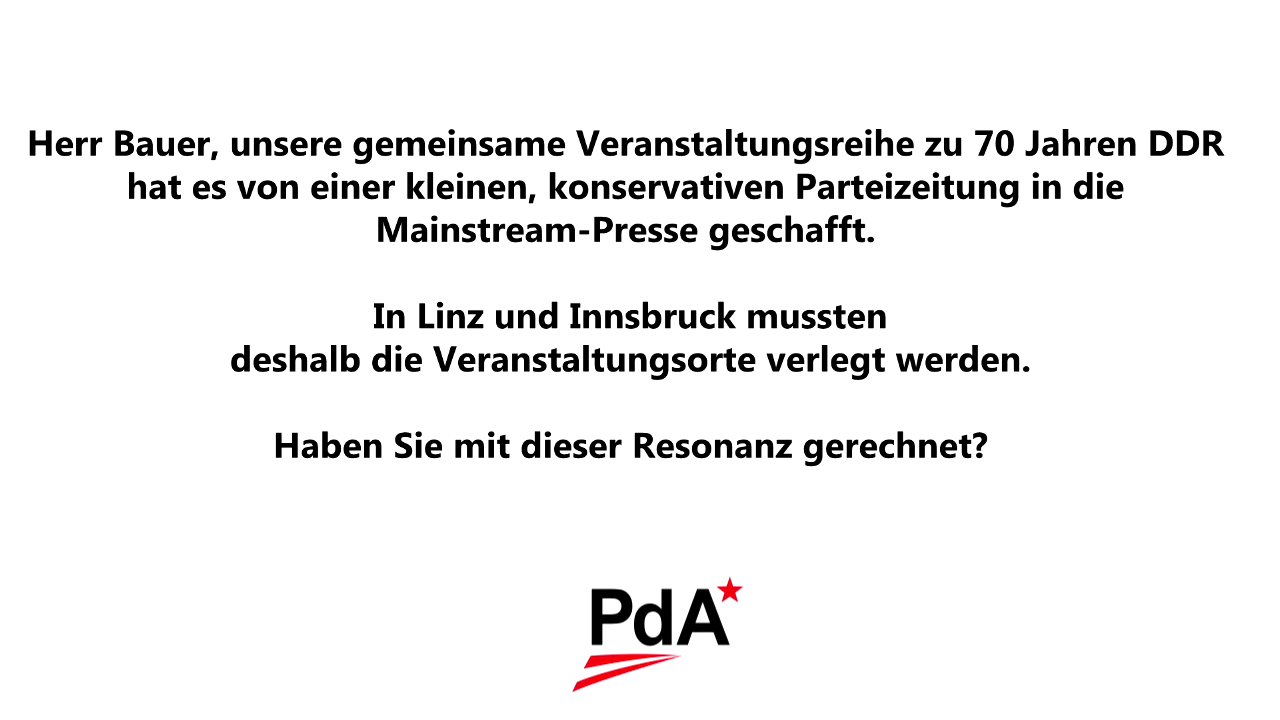 Herr Bauer, unsere gemeinsame Veranstaltungsreihe zu 70 Jahren DDR
hat es von einer kleinen, konservativen Parteizeitung in die
Mainstream-Presse geschafft.
In Linz und Innsbruck mussten
deshalb die Veranstaltungsorte verlegt werden.
Haben Sie mit dieser Resonanz gerechnet?
PdA